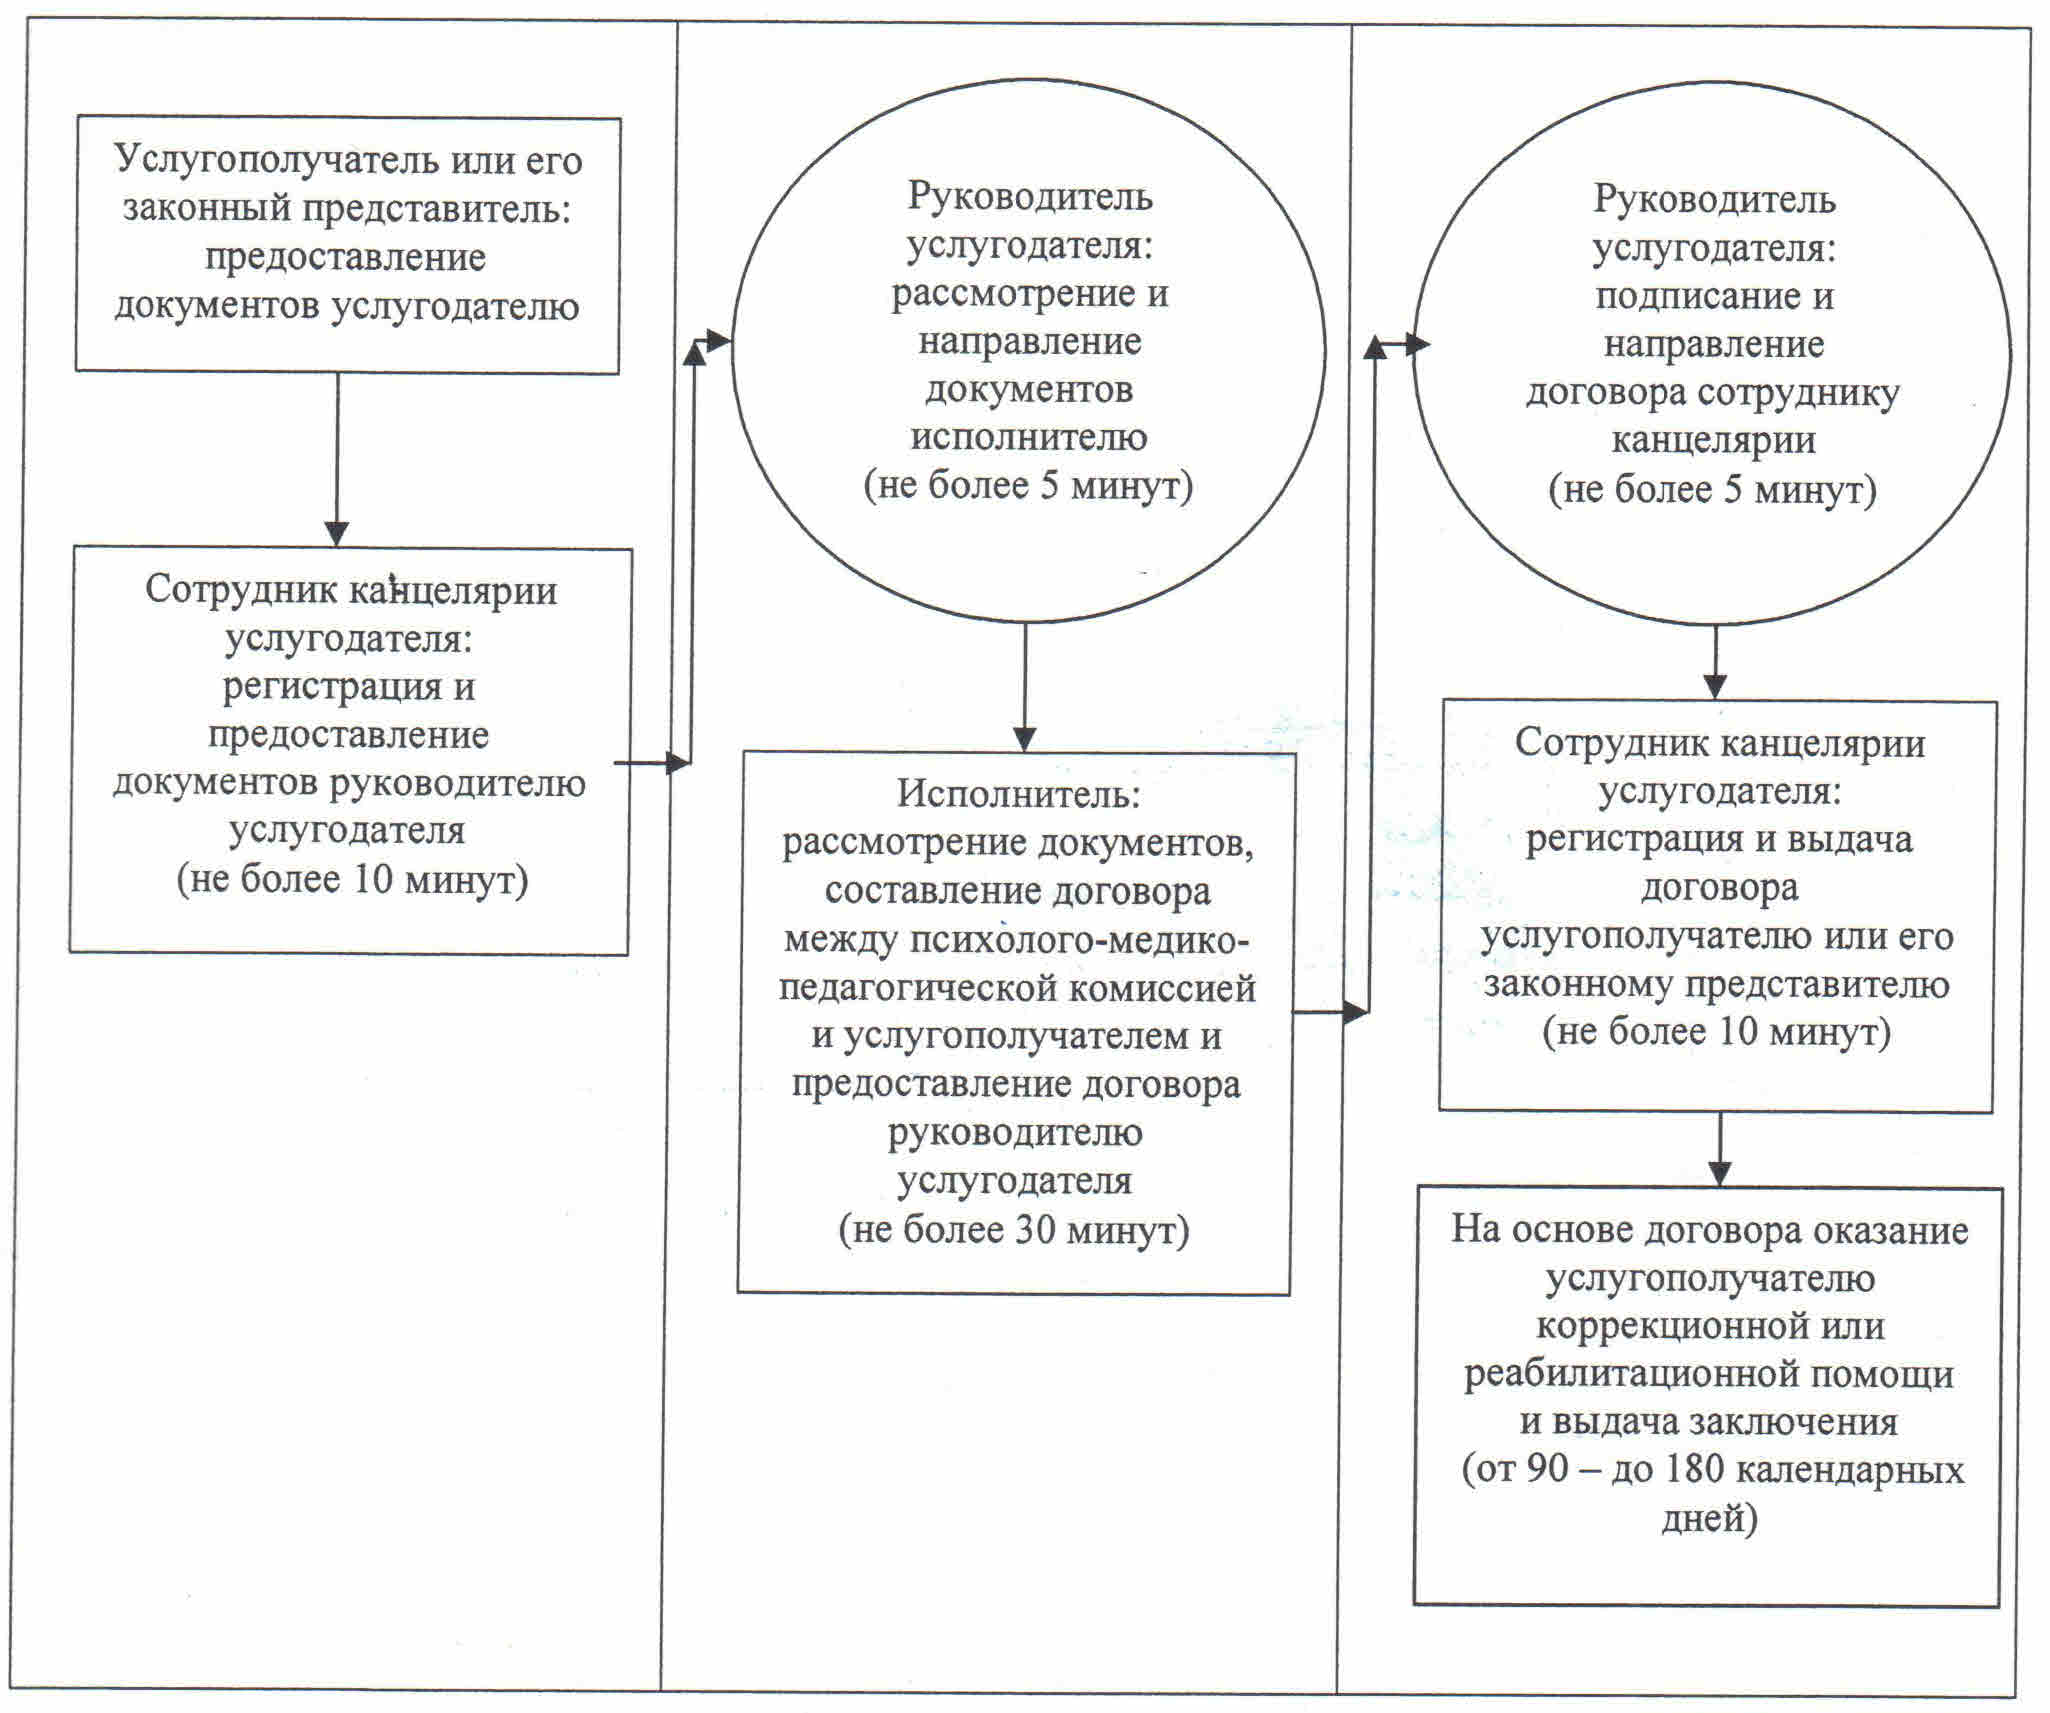 Услугополучатель или его
законный представитель:
предоставление
документов услугодателю
Сотрудник канцелярии
услугодателя:
регистрация и
предоставление
документов руководителю
услугодателя
(не более 10 минут)
Руководитель
услугодателя:
рассмотрение и
направление
документов
исполнителю
(не более 5 минут)
Исполнитель:
рассмотрение документов,
составление договора
между психолого-медико-
педагогической комиссией
и услугополучателем и
предоставление договора
руководителю
услугодателя
(не более 30 минут)
Руководитель
услугодателя:
подписание и
направление
договора сотруднику
канцелярии
(не более 5 минут)
Сотрудник канцелярии
услугодателя:
регистрация и выдача
договора
услугополучателю или его
законному представителю
(не более 10 минут)
На основе договора оказание
услугополучателю
коррекционной или
реабилитационной помощи
и выдача заключения
(от 90 – до 180 календарных
дней)